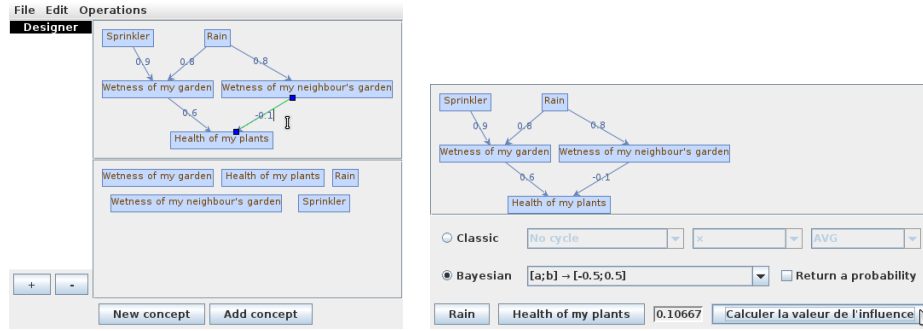 File Edit Operations
Designer
Sprinkler Rain
0.9 0.8 0.8
Wetness of my garden Wetness of my neighbour's garden
0.6 -0.1
Health of my plants
Wetness of my garden Health of my plants Rain
Wetness of my neighbour's garden Sprinkler
+ - New concept Add concept
Sprinkler Rain
0.9 0.8 0.8
Wetness of my garden Wetness of my neighbour's garden
0.6 -0.1
Health of my plants
Classic No cycle × AVG
Bayesian [a;b] → [-0.5;0.5] Return a probability
Rain Health of my plants 0.10667 Calculer la valeur de l'influence